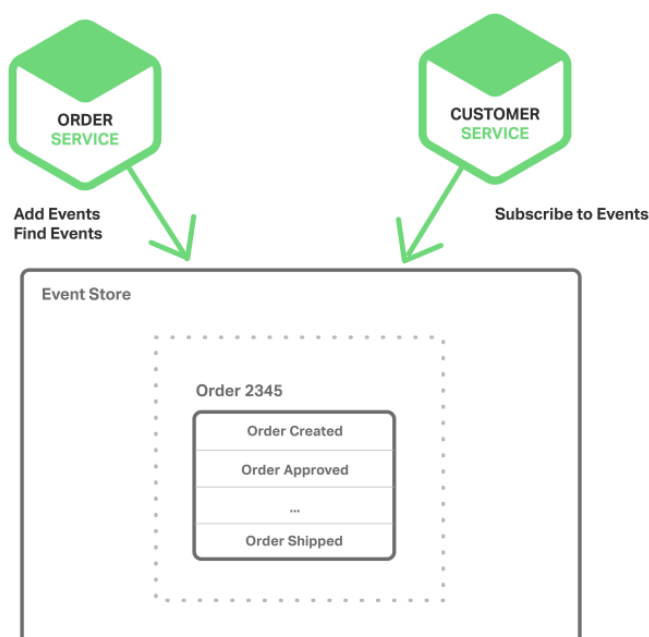 ORDER
SERVICE
CUSTOMER
SERVICE
Add Events
Find Events
Subscribe to Events
Event Store
Order 2345
Order Created
Order Approved
...
Order Shipped